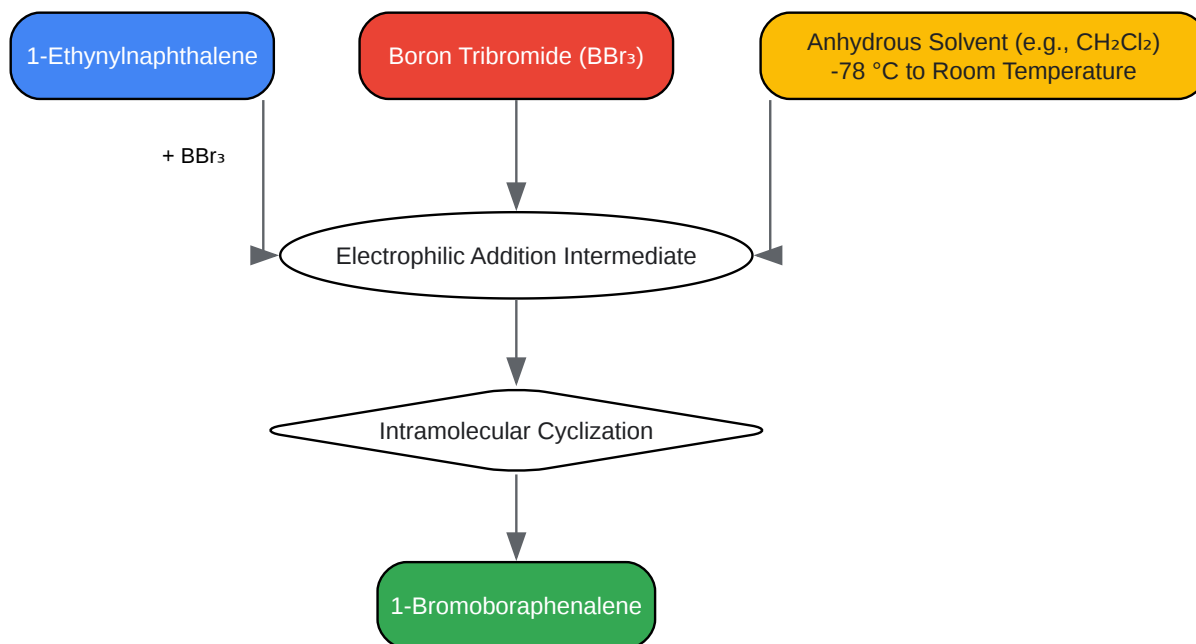 1-Ethynylnaphthalene
Boron Tribromide (BBr₃)
Anhydrous Solvent (e.g., CH₂Cl₂)
-78 °C to Room Temperature
+ BBr₃
Electrophilic Addition Intermediate
Intramolecular Cyclization
1-Bromoboraphenalene